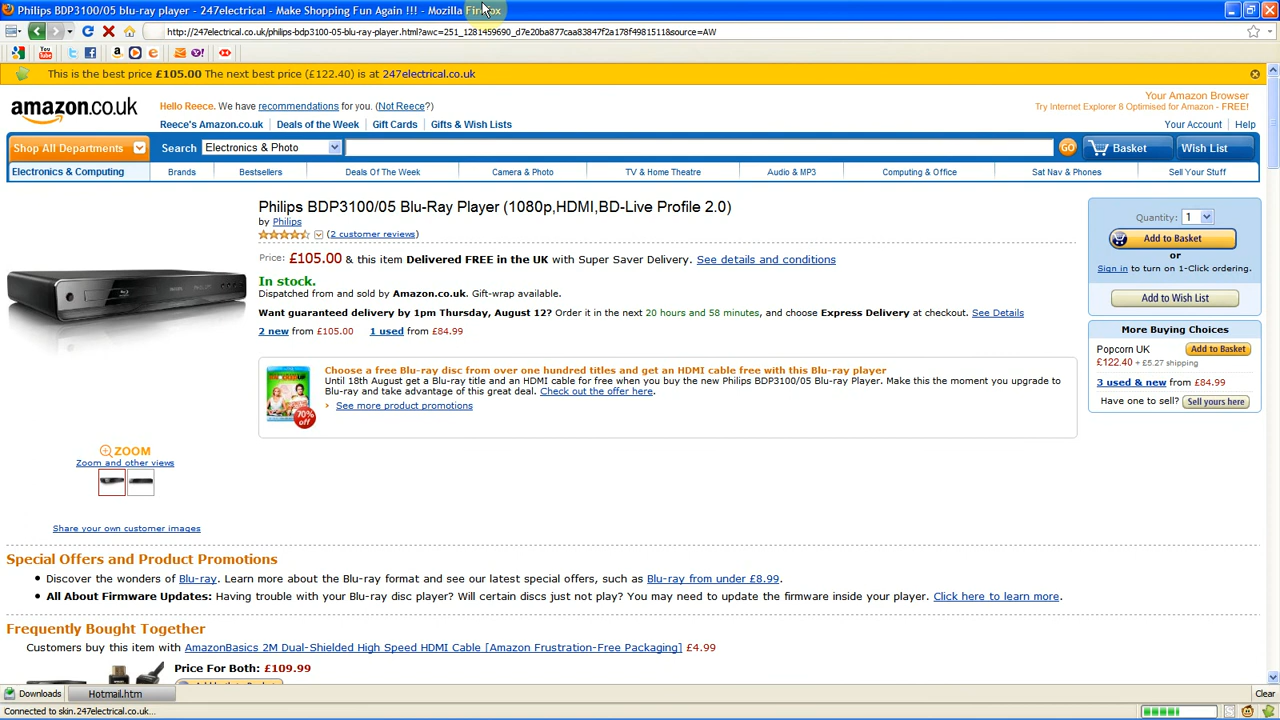 Philips BDP3100/05 blu-ray player - 247electrical - Make Shopping Fun Again !!! - Mozilla Firefox
http://247electrical.co.uk/philips-bdp3100-05-blu-ray-player.html?awc=251_1281459690_d7e20ba877caa83847f2a178f4981511&source=AW
This is the best price £105.00 The next best price (£122.40) is at 247electrical.co.uk
amazon.co.uk
Hello Reece. We have recommendations for you. (Not Reece?)
Your Amazon Browser
Try Internet Explorer 8 Optimised for Amazon - FREE!
Reece's Amazon.co.uk Deals of the Week Gift Cards Gifts & Wish Lists Your Account Help
Shop All Departments Search Electronics & Photo GO Basket Wish List
Electronics & Computing Brands Bestsellers Deals Of The Week Camera & Photo TV & Home Theatre Audio & MP3 Computing & Office Sat Nav & Phones Sell Your Stuff
Philips BDP3100/05 Blu-Ray Player (1080p,HDMI,BD-Live Profile 2.0)
by Philips
(2 customer reviews)
Price: £105.00 & this item Delivered FREE in the UK with Super Saver Delivery. See details and conditions
In stock.
Dispatched from and sold by Amazon.co.uk. Gift-wrap available.
Want guaranteed delivery by 1pm Thursday, August 12? Order it in the next 20 hours and 58 minutes, and choose Express Delivery at checkout. See Details
2 new from £105.00 1 used from £84.99
Quantity: 1
Add to Basket
or
Sign in to turn on 1-Click ordering.
Add to Wish List
More Buying Choices
Popcorn UK Add to Basket
£122.40 + £5.27 shipping
3 used & new from £84.99
Have one to sell? Sell yours here
Choose a free Blu-ray disc from over one hundred titles and get an HDMI cable free with this Blu-ray player
Until 18th August get a Blu-ray title and an HDMI cable for free when you buy the new Philips BDP3100/05 Blu-ray Player. Make this the moment you upgrade to
Blu-ray and take advantage of this great deal. Check out the offer here.
See more product promotions
70%
off
ZOOM
Zoom and other views
Share your own customer images
Special Offers and Product Promotions
Discover the wonders of Blu-ray. Learn more about the Blu-ray format and see our latest special offers, such as Blu-ray from under £8.99.
All About Firmware Updates: Having trouble with your Blu-ray disc player? Will certain discs just not play? You may need to update the firmware inside your player. Click here to learn more.
Frequently Bought Together
Customers buy this item with AmazonBasics 2M Dual-Shielded High Speed HDMI Cable [Amazon Frustration-Free Packaging] £4.99
Price For Both: £109.99
Downloads Hotmail.htm Clear
Connected to skin.247electrical.co.uk...